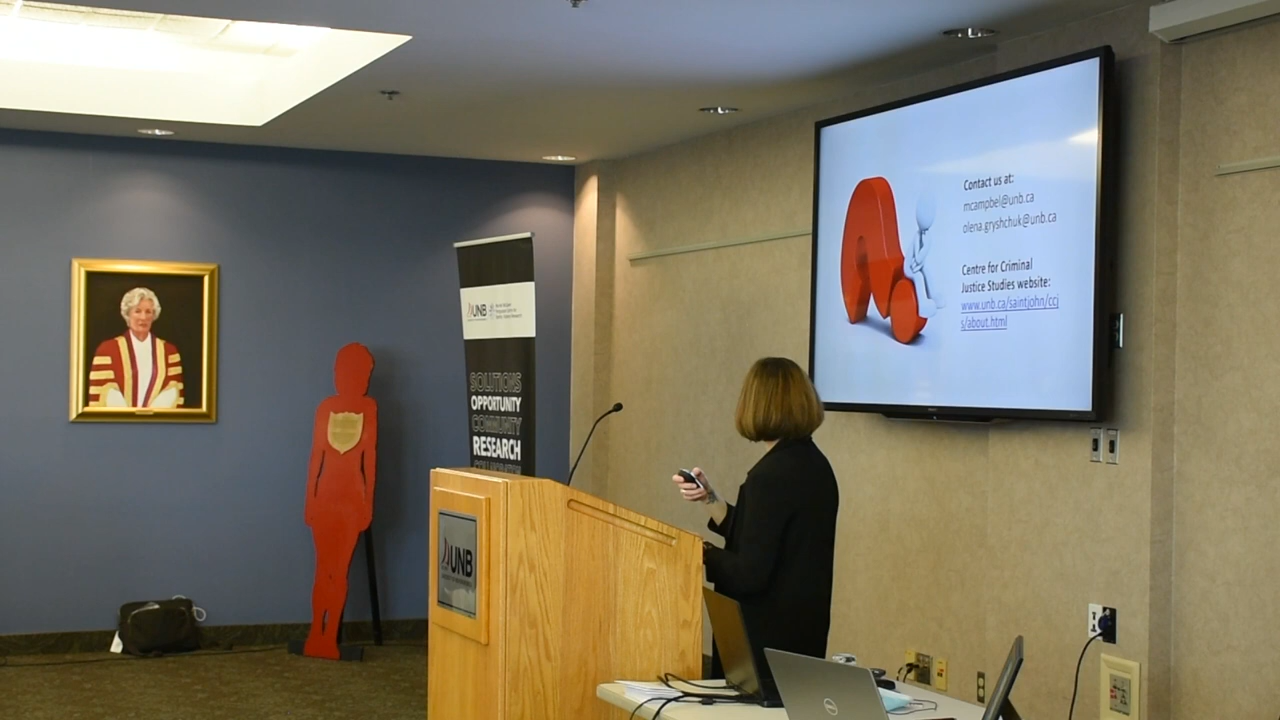 Contact us at:
mcampbel@unb.ca
olena.gryshchuk@unb.ca
Centre for Criminal
Justice Studies website:
www.unb.ca/saintjohn/ccj
s/about.html
UNB
SOLUTIONS
OPPORTUNITY
COMMUNITY
RESEARCH
UNB
DELL